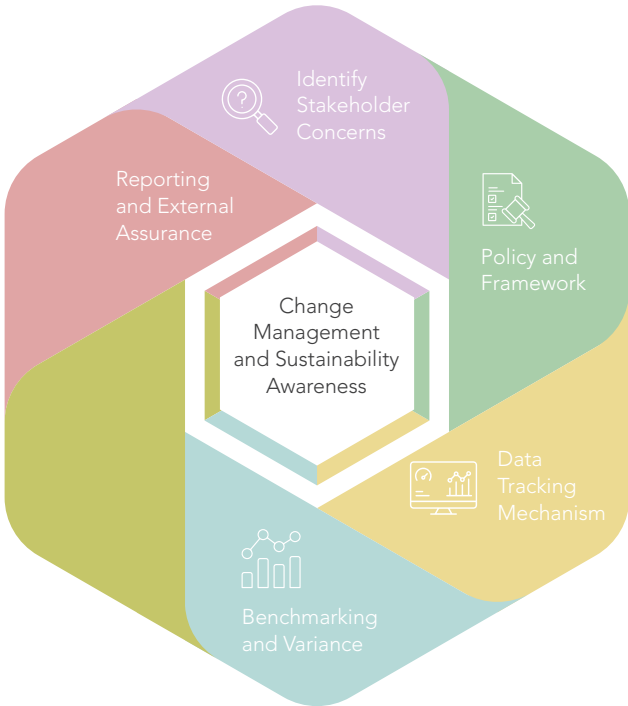 Identify
Stakeholder
Concerns
Policy and
Framework
Data
Tracking
Mechanism
Benchmarking
and Variance
Reporting
and External
Assurance
Change
Management
and Sustainability
Awareness